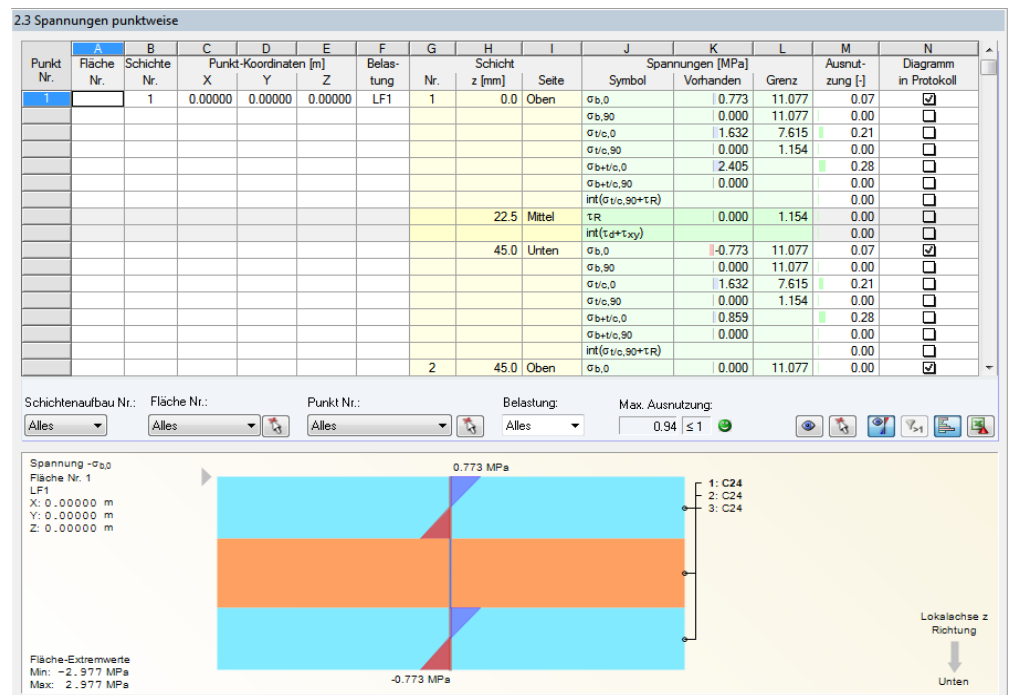 2.3 Spannungen punktweise
A B C D E F G H I J K L M N
Punkt Fläche Schichte Punkt-Koordinaten [m] Belas- Schicht Spannungen [MPa] Ausnut- Diagramm
Nr. Nr. Nr. X Y Z tung Nr. z [mm] Seite Symbol Vorhanden Grenz zung [-] in Protokoll
1 1 0.00000 0.00000 0.00000 LF1 1 0.0 Oben σb,0 0.773 11.077 0.07
σb,90 0.000 11.077 0.00
σt/c,0 1.632 7.615 0.21
σt/c,90 0.000 1.154 0.00
σb+t/c,0 2.405 0.28
σb+t/c,90 0.000 0.00
int(σt/c,90+τR) 0.00
22.5 Mittel τR 0.000 1.154 0.00
int(τd+τxy) 0.00
45.0 Unten σb,0 -0.773 11.077 0.07
σb,90 0.000 11.077 0.00
σt/c,0 1.632 7.615 0.21
σt/c,90 0.000 1.154 0.00
σb+t/c,0 0.859 0.28
σb+t/c,90 0.000 0.00
int(σt/c,90+τR) 0.00
2 45.0 Oben σb,0 0.000 11.077 0.00
Schichtenaufbau Nr.: Fläche Nr.: Punkt Nr.: Belastung: Max. Ausnutzung:
Alles Alles Alles Alles 0.94 ≤ 1
>1
Spannung -σb,0
Fläche Nr. 1
LF1
X: 0.00000 m
Y: 0.00000 m
Z: 0.00000 m
0.773 MPa
1: C24
2: C24
3: C24
Lokalachse z
Richtung
Unten
Fläche-Extremwerte
Min: -2.977 MPa
Max: 2.977 MPa
-0.773 MPa